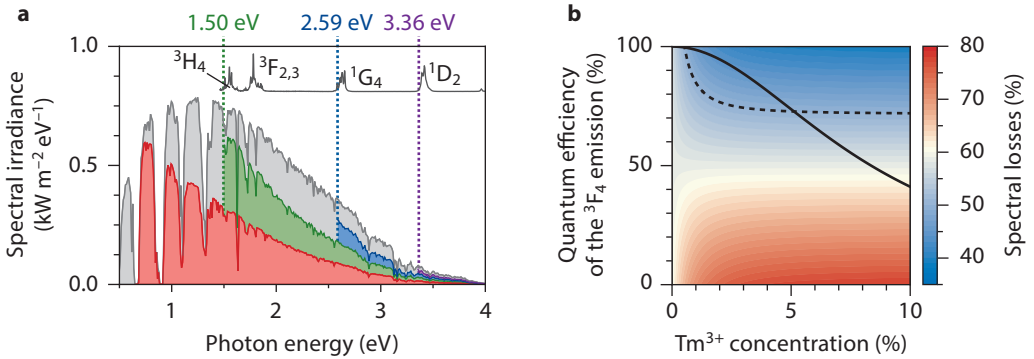 a
1.50 eV 2.59 eV 3.36 eV
³H₄ ³F₂,₃ ¹G₄ ¹D₂
1.0
0.5
0.0
Spectral irradiance
(kW m⁻² eV⁻¹)
1 2 3 4
Photon energy (eV)
b
100
50
0
Quantum efficiency
of the ³F₄ emission (%)
0 5 10
Tm³⁺ concentration (%)
80
70
60
50
40
Spectral losses (%)